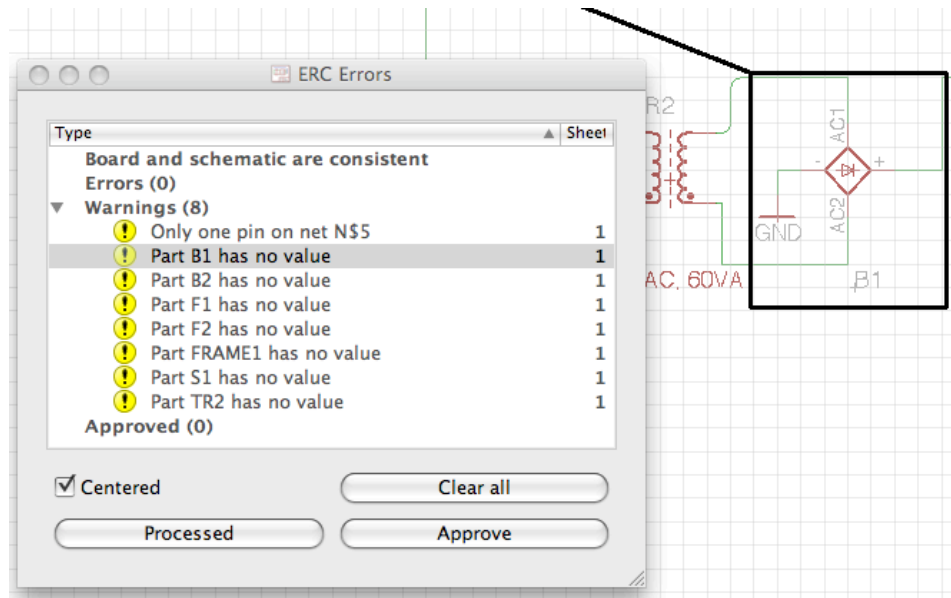 ERC Errors
Type Sheet
Board and schematic are consistent
Errors (0)
Warnings (8)
Only one pin on net N$5 1
Part B1 has no value 1
Part B2 has no value 1
Part F1 has no value 1
Part F2 has no value 1
Part FRAME1 has no value 1
Part S1 has no value 1
Part TR2 has no value 1
Approved (0)
Centered
Clear all
Processed
Approve
R2
AC1
- +
GND
AC2
AC, 60VA
B1